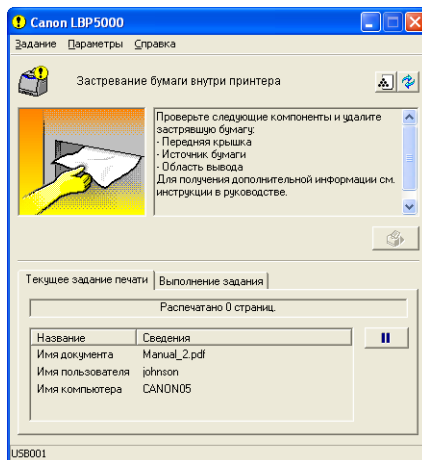 Canon LBP5000
Задание Параметры Справка
Застревание бумаги внутри принтера
Проверьте следующие компоненты и удалите
застрявшую бумагу:
- Передняя крышка
- Источник бумаги
- Область вывода
Для получения дополнительной информации см.
инструкции в руководстве.
Текущее задание печати Выполнение задания
Распечатано 0 страниц.
Название Сведения
Имя документа Manual_2.pdf
Имя пользователя johnson
Имя компьютера CANON05
USB001